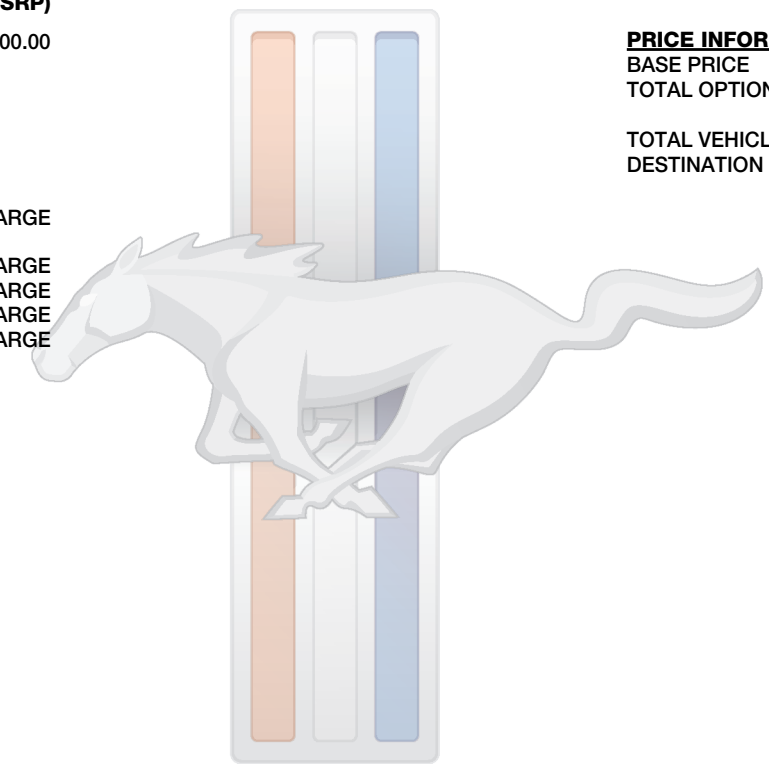 SRP)
00.00
ARGE
ARGE
ARGE
ARGE
ARGE
PRICE INFOR
BASE PRICE
TOTAL OPTION
TOTAL VEHICL
DESTINATION